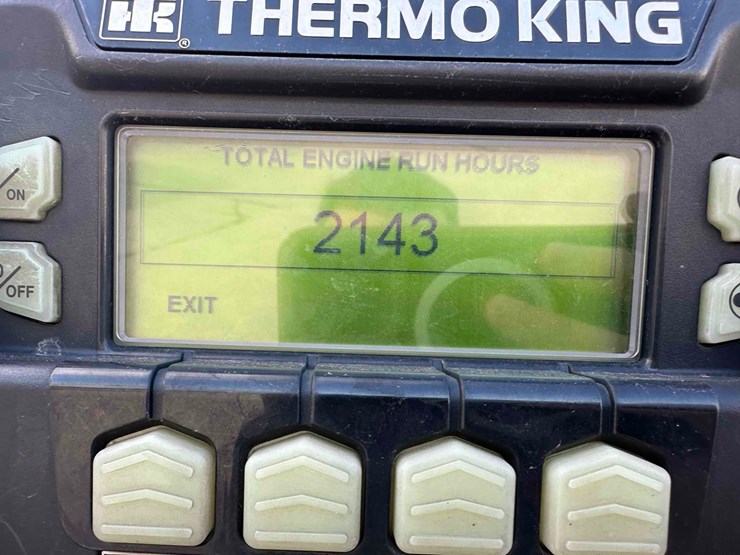 THERMO KING
®
ON
OFF
TOTAL ENGINE RUN HOURS
2143
EXIT